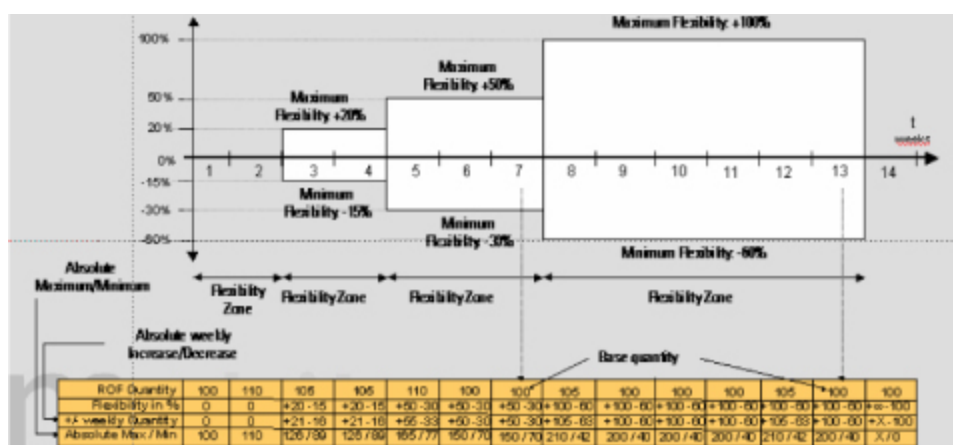 Maximum Flexibility: +100%
100%
Maximum
Flexibility: +50%
Maximum
Flexibility: +20%
50%
20%
t
weeks
0%
1 2 3 4 5 6 7 8 9 10 11 12 13 14
-15%
Minimum
Flexibility: -15%
-30%
Minimum
Flexibility: -30%
-60%
Minimum Flexibility: -60%
Absolute
Maximum/Minimum
Flexibility
Zone
Flexibility Zone
Flexibility Zone
Flexibility Zone
Absolute weekly
Increase/Decrease
Base quantity
ROF Quantity 100 110 105 105 110 100 100 105 100 100 100 105 100 100
Flexibility in % 0 0 +20 -15 +20 -15 +50 -30 +50 -30 +50 -30 +100 -60 +100 -60 +100 -60 +100 -60 +100 -60 +100 -60 +∞ -100
+/- weekly Quantity 0 0 +21 -16 +21 -16 +55 -33 +50 -30 +50 -30 +105 -63 +100 -60 +100 -60 +100 -60 +105 -63 +100 -60 +X -100
Absolute Max / Min 100 110 126 / 89 126 / 89 165 / 77 150 / 70 150 / 70 210 / 42 200 / 40 200 / 40 200 / 40 210 / 42 200 / 40 X / 0